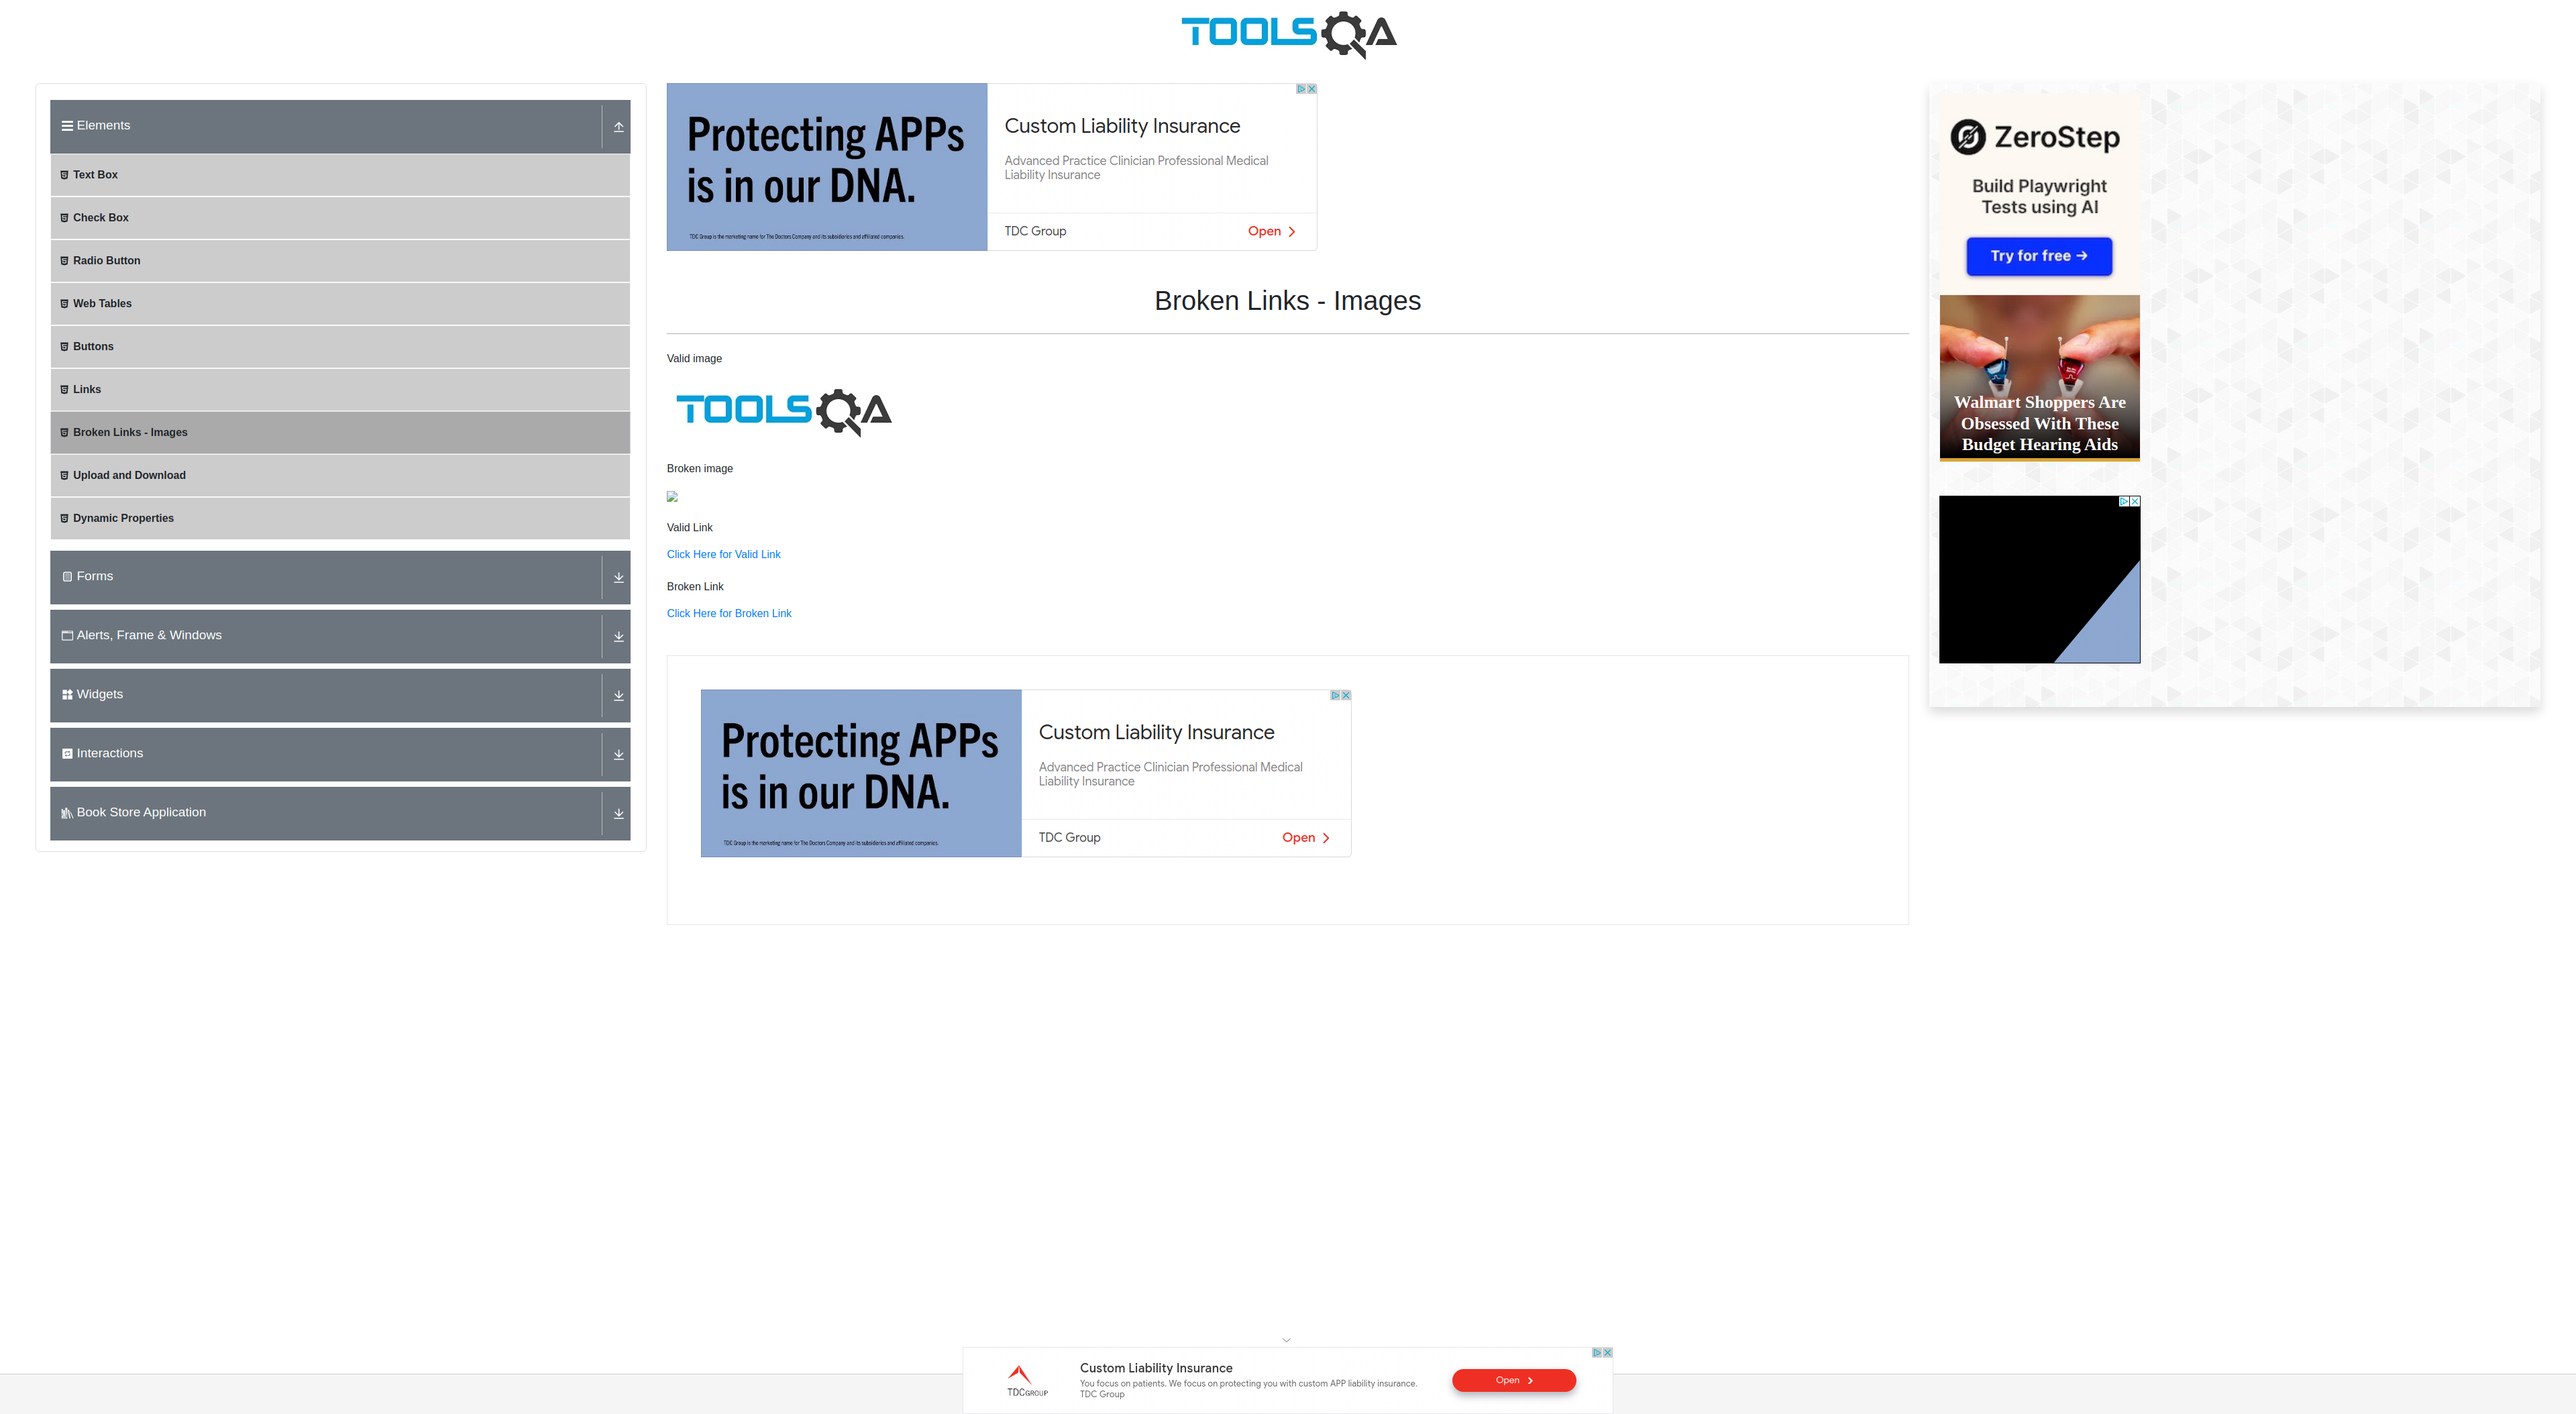 TOOLSQA
Elements
Text Box
Check Box
Radio Button
Web Tables
Buttons
Links
Broken Links - Images
Upload and Download
Dynamic Properties
Forms
Alerts, Frame & Windows
Widgets
Interactions
Book Store Application
Protecting APPs
is in our DNA.
TDC Group is the marketing name for The Doctors Company and its subsidiaries and affiliated companies.
Custom Liability Insurance
Advanced Practice Clinician Professional Medical
Liability Insurance
TDC Group
Open
Broken Links - Images
Valid image
TOOLSQA
Broken image
Valid Link
Click Here for Valid Link
Broken Link
Click Here for Broken Link
Protecting APPs
is in our DNA.
TDC Group is the marketing name for The Doctors Company and its subsidiaries and affiliated companies.
Custom Liability Insurance
Advanced Practice Clinician Professional Medical
Liability Insurance
TDC Group
Open
ZeroStep
Build Playwright
Tests using AI
Try for free →
Walmart Shoppers Are
Obsessed With These
Budget Hearing Aids
TDCGROUP
Custom Liability Insurance
You focus on patients. We focus on protecting you with custom APP liability insurance.
TDC Group
Open